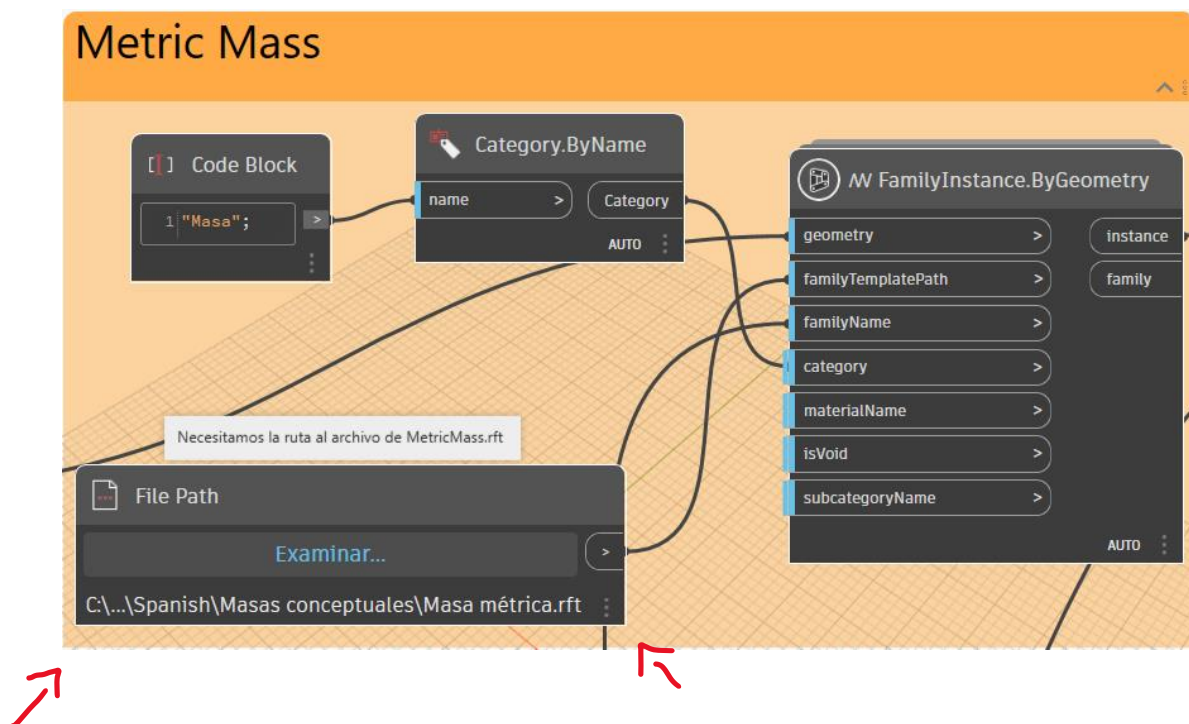 Metric Mass
[] Code Block
1 "Masa";
>
Category.ByName
name >
Category
AUTO
FamilyInstance.ByGeometry
geometry >
instance
familyTemplatePath >
family
familyName >
category >
materialName >
isVoid >
subcategoryName >
AUTO
Necesitamos la ruta al archivo de MetricMass.rft
File Path
Examinar...
>
C:\...\Spanish\Masas conceptuales\Masa métrica.rft